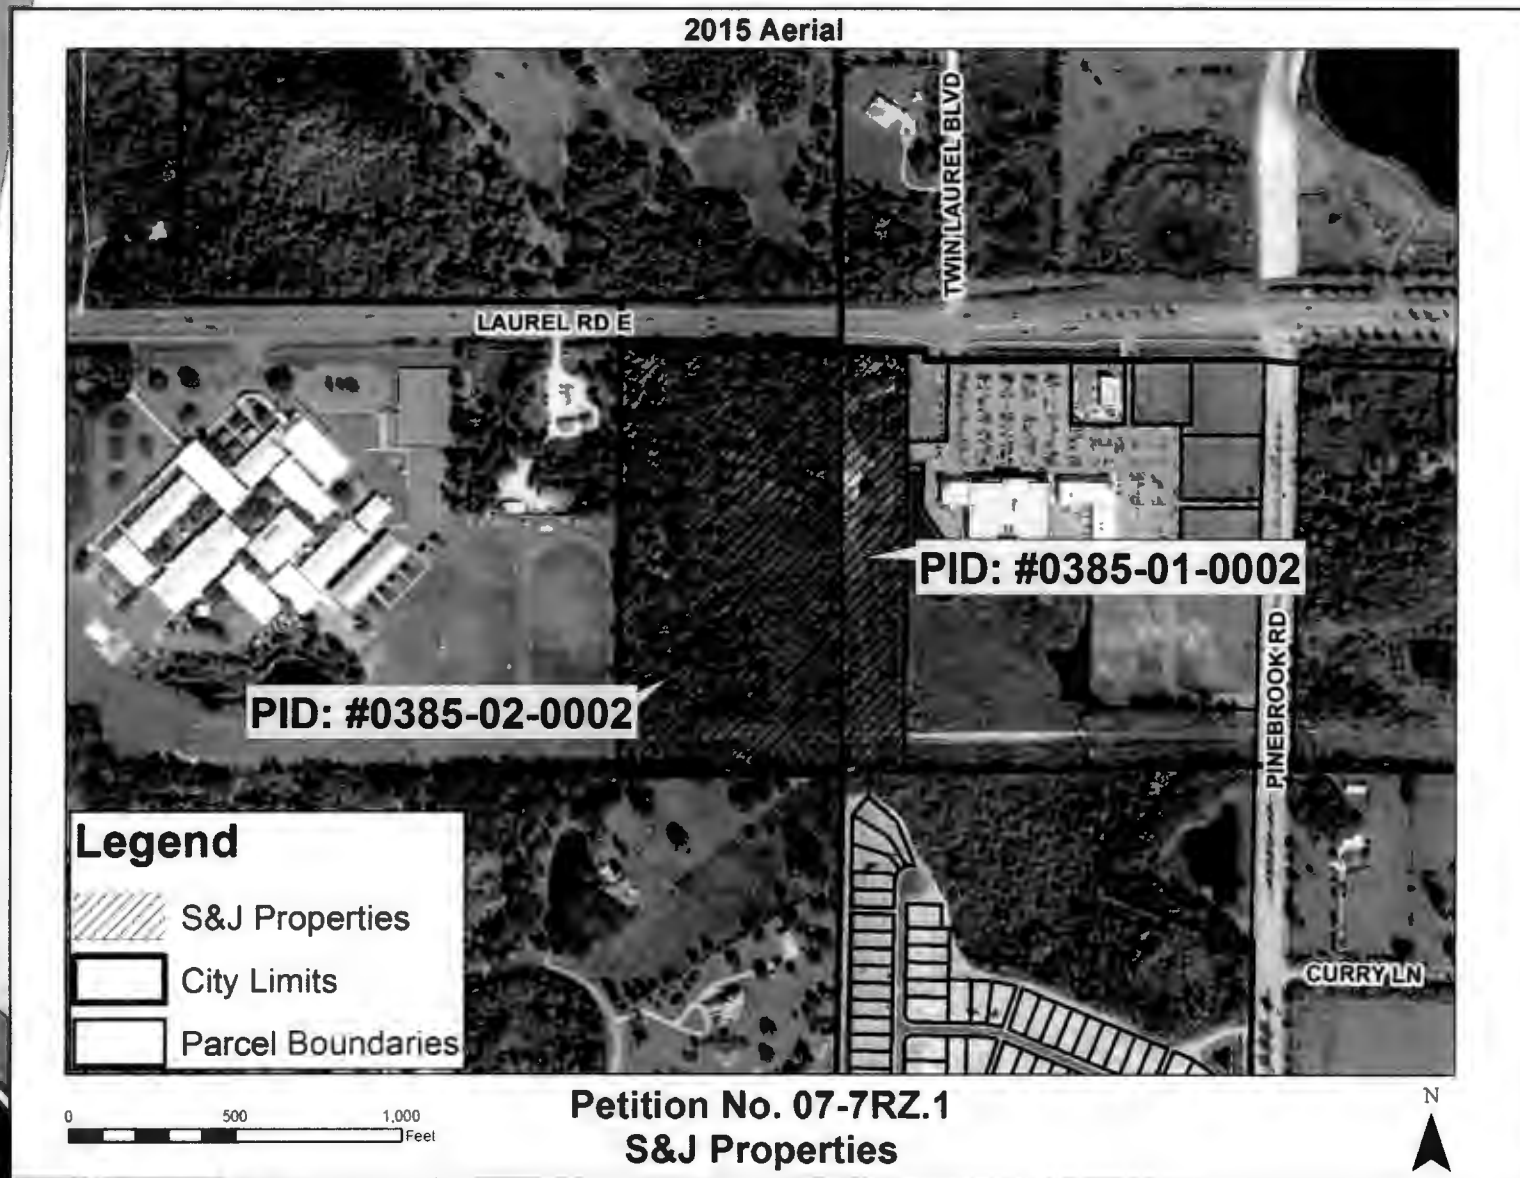 2015 Aerial
TWIN LAUREL BLVD
LAUREL RD E
PID: #0385-01-0002
PINEBROOK RD
PID: #0385-02-0002
Legend
S&J Properties
City Limits
Parcel Boundaries
CURRY LN
0 500 1,000
Feet
Petition No. 07-7RZ.1
S&J Properties
N